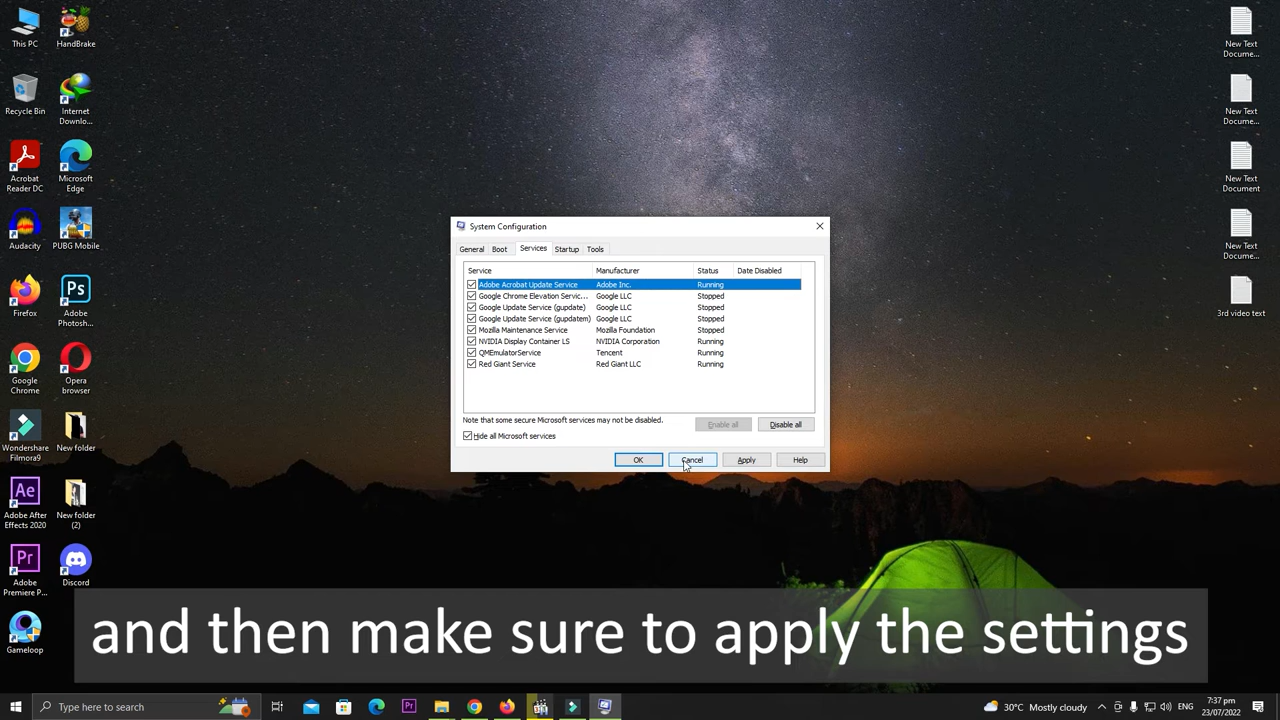 This PC
HandBrake
Recycle Bin
Internet
Downlo...
Acrobat
Reader DC
Microsoft
Edge
Audacity
PUBG Mobile
Firefox
Adobe
Photosh...
Google
Chrome
Opera
browser
Wondershare
Filmora9
New folder
Adobe After
Effects 2020
New folder
(2)
Adobe
Premiere P...
Discord
Gameloop
New Text
Docume...
New Text
Docume...
New Text
Document
New Text
Docume...
3rd video text
System Configuration
General Boot Services Startup Tools
Service Manufacturer Status Date Disabled
Adobe Acrobat Update Service Adobe Inc. Running
Google Chrome Elevation Servic... Google LLC Stopped
Google Update Service (gupdate) Google LLC Stopped
Google Update Service (gupdatem) Google LLC Stopped
Mozilla Maintenance Service Mozilla Foundation Stopped
NVIDIA Display Container LS NVIDIA Corporation Running
QMEmulatorService Tencent Running
Red Giant Service Red Giant LLC Running
Note that some secure Microsoft services may not be disabled.
Enable all Disable all
Hide all Microsoft services
OK Cancel Apply Help
and then make sure to apply the settings
Type here to search
30°C Mostly cloudy
ENG
7:37 pm
23/07/2022